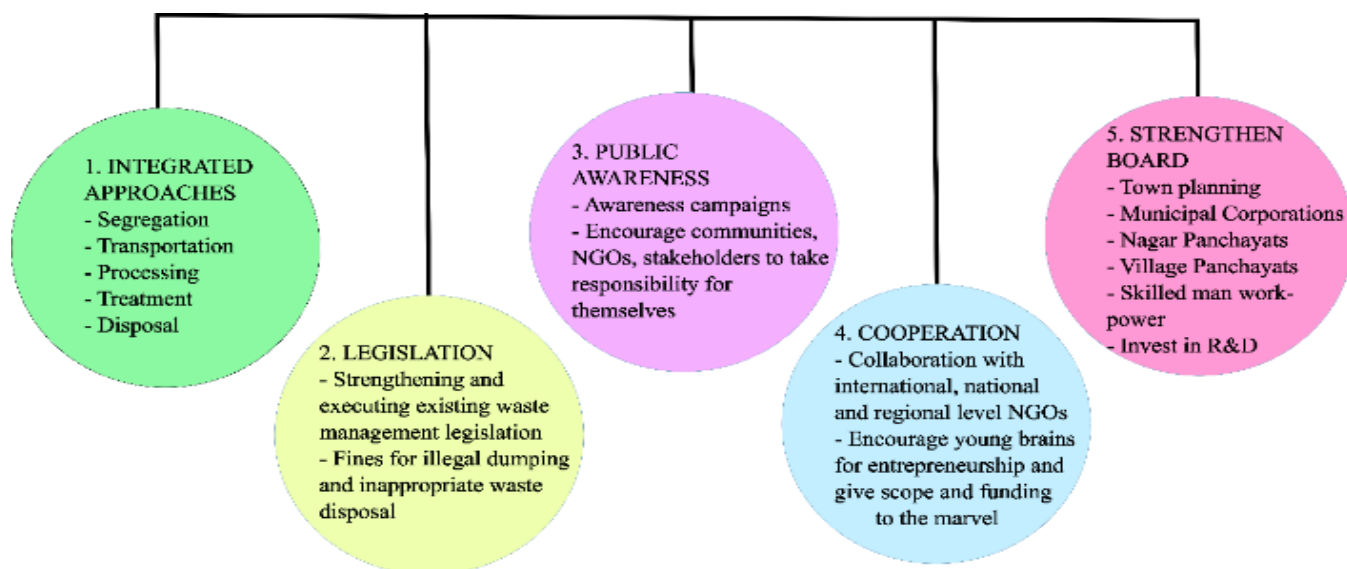 1. INTEGRATED
APPROACHES
- Segregation
- Transportation
- Processing
- Treatment
- Disposal
2. LEGISLATION
- Strengthening and
executing existing waste
management legislation
- Fines for illegal dumping
and inappropriate waste
disposal
3. PUBLIC
AWARENESS
- Awareness campaigns
- Encourage communities,
NGOs, stakeholders to take
responsibility for
themselves
4. COOPERATION
- Collaboration with
international, national
and regional level NGOs
- Encourage young brains
for entrepreneurship and
give scope and funding
to the marvel
5. STRENGTHEN
BOARD
- Town planning
- Municipal Corporations
- Nagar Panchayats
- Village Panchayats
- Skilled man work-
power
- Invest in R&D